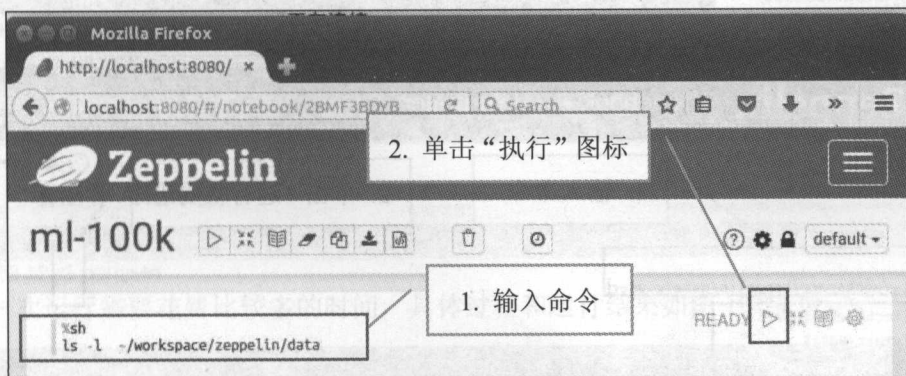 Mozilla Firefox
http://localhost:8080/
localhost:8080/#/notebook/2BMF3BDYB
Search
2. 单击“执行”图标
Zeppelin
ml-100k
default
1. 输入命令
READY
%sh
ls -l ~/workspace/zeppelin/data